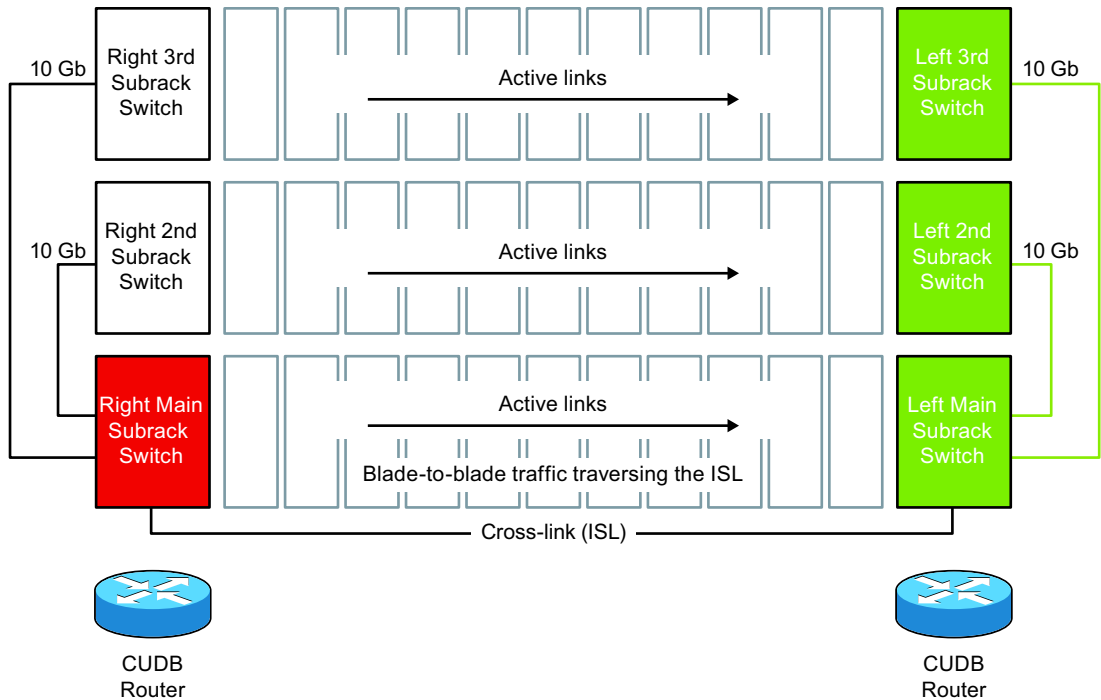 Right 3rd
Subrack
Switch
10 Gb
Active links
Left 3rd
Subrack
Switch
10 Gb
Right 2nd
Subrack
Switch
10 Gb
Active links
Left 2nd
Subrack
Switch
10 Gb
Right Main
Subrack
Switch
Active links
Blade-to-blade traffic traversing the ISL
Left Main
Subrack
Switch
Cross-link (ISL)
CUDB
Router
CUDB
Router